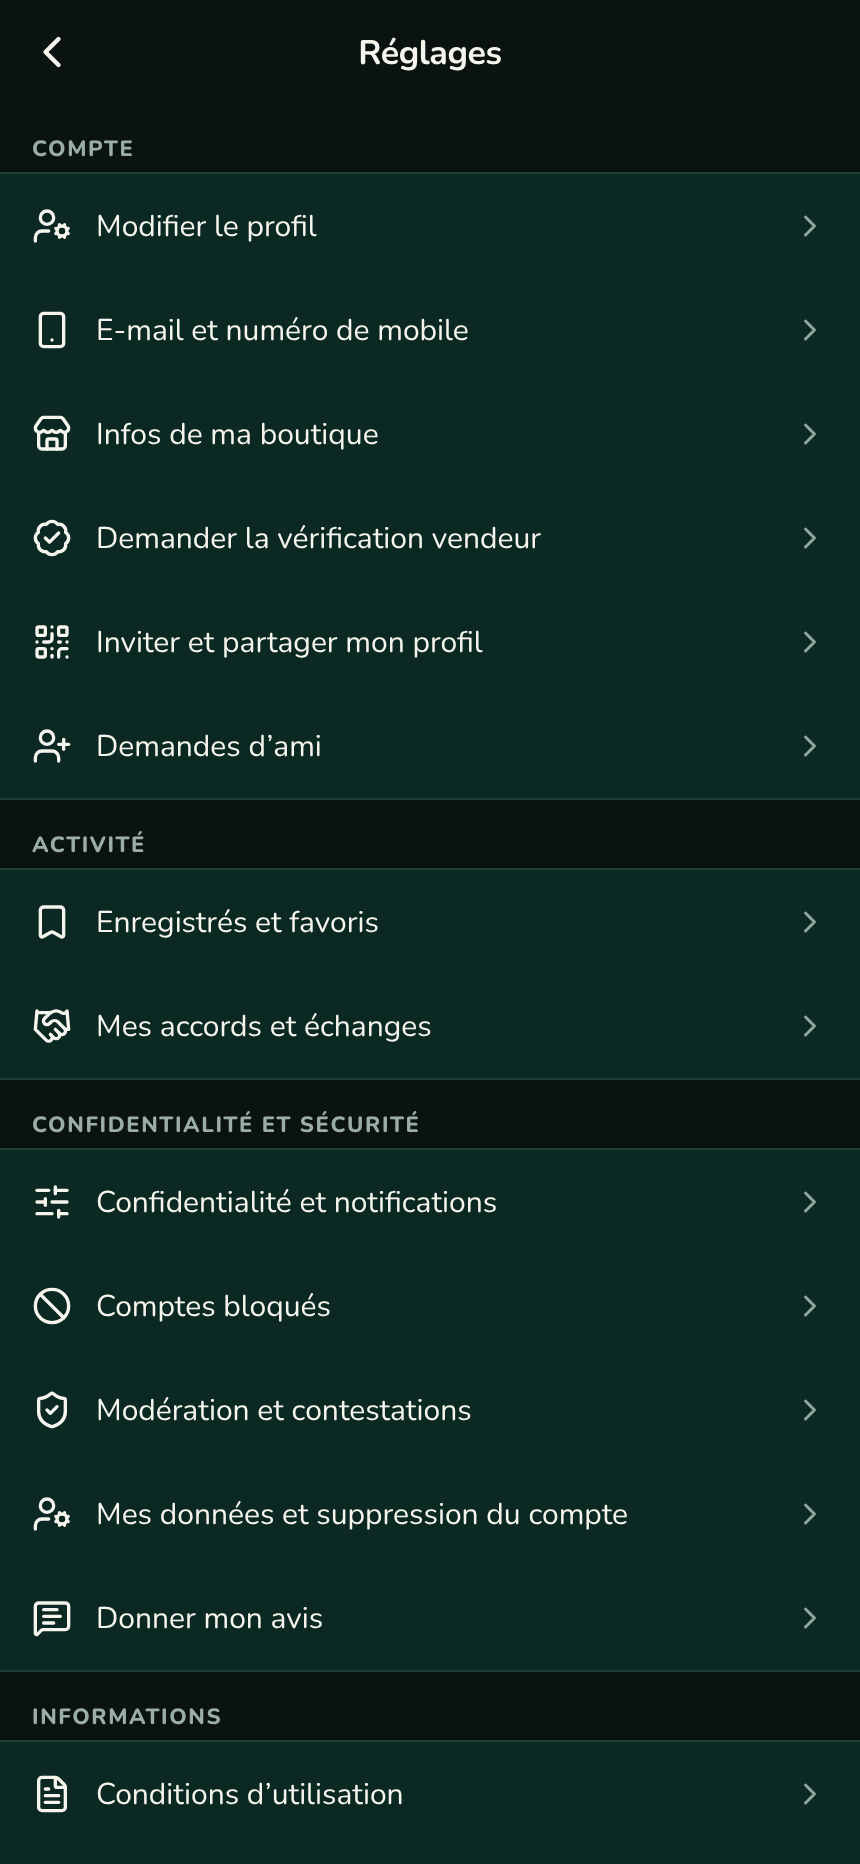 Réglages
COMPTE
Modifier le profil
E-mail et numéro de mobile
Infos de ma boutique
Demander la vérification vendeur
Inviter et partager mon profil
Demandes d’ami
ACTIVITÉ
Enregistrés et favoris
Mes accords et échanges
CONFIDENTIALITÉ ET SÉCURITÉ
Confidentialité et notifications
Comptes bloqués
Modération et contestations
Mes données et suppression du compte
Donner mon avis
INFORMATIONS
Conditions d’utilisation